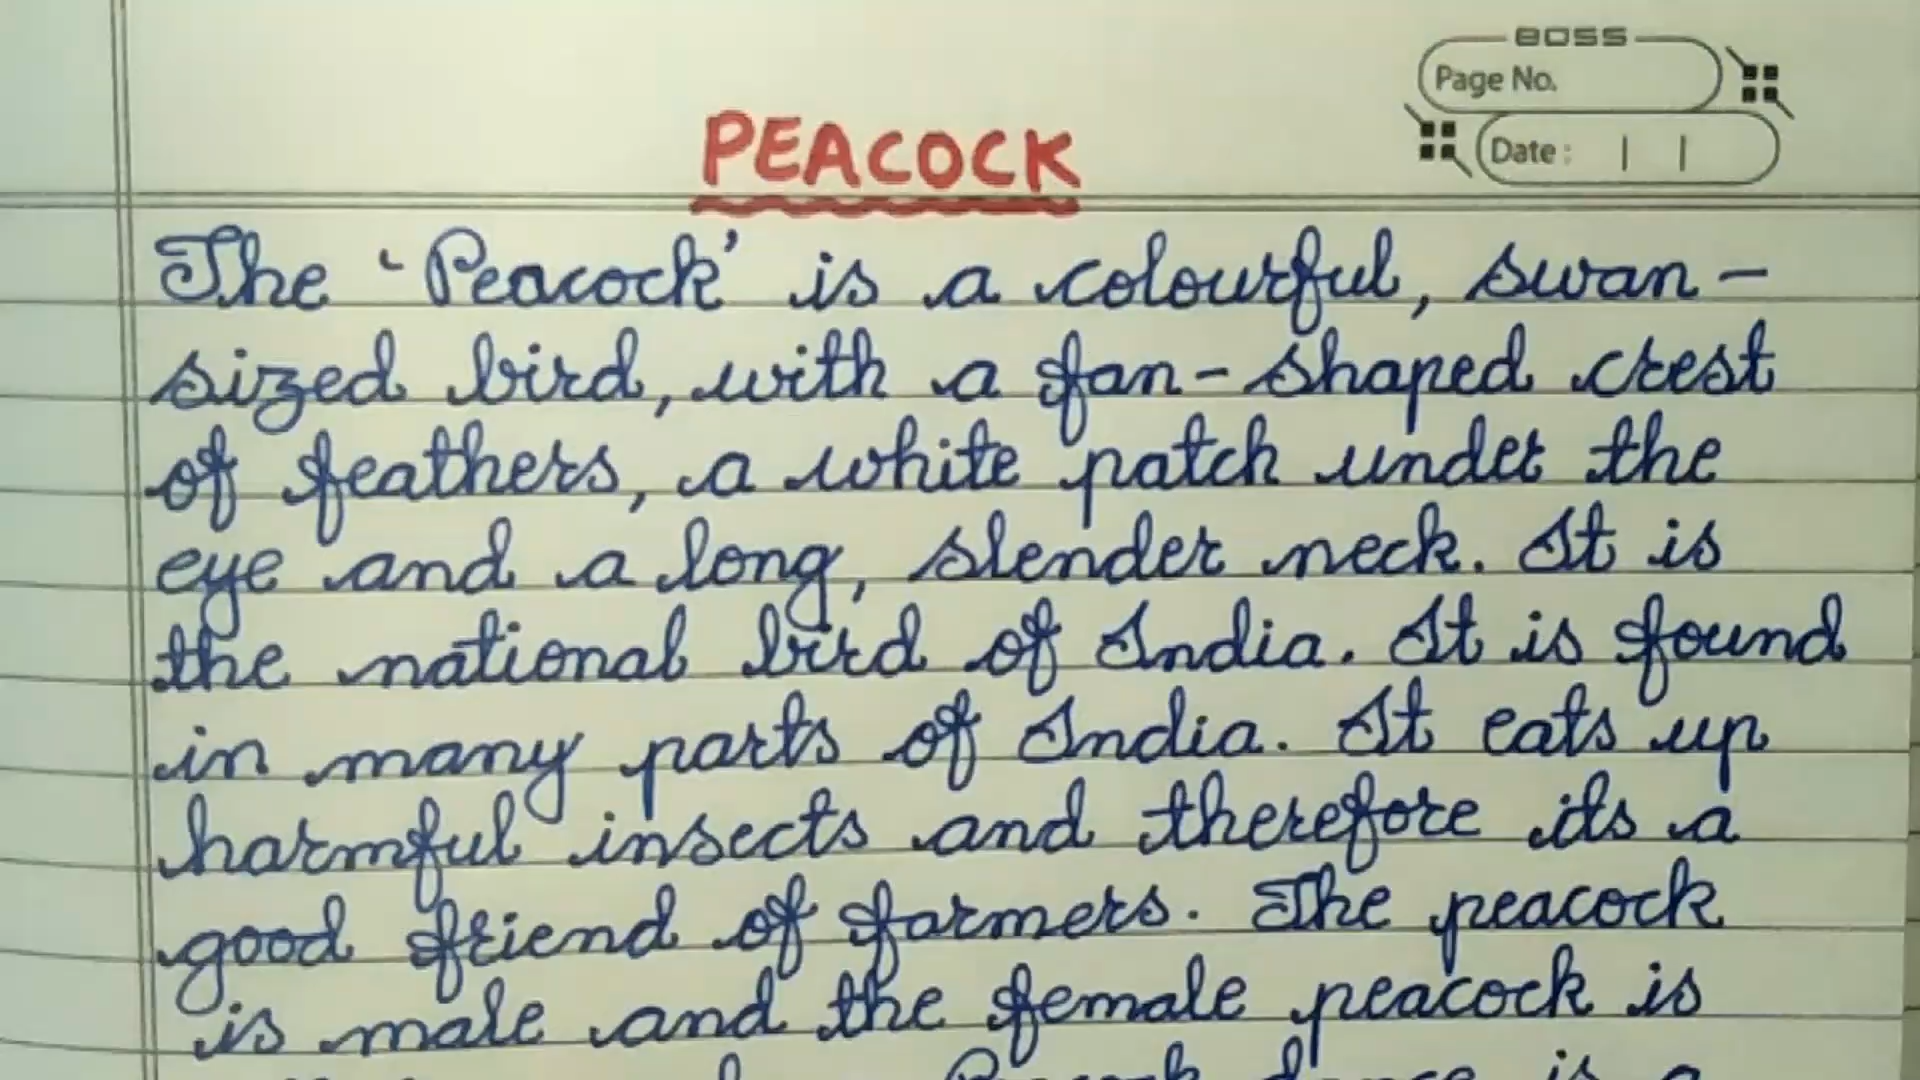 BOSS
Page No.
Date:
PEACOCK
The 'Peacock' is a colourful, swan-
sized bird, with a fan-shaped crest
of feathers, a white patch under the
eye and a long, slender neck. It is
the national bird of India. It is found
in many parts of India. It eats up
harmful insects and therefore its a
good friend of farmers. The peacock
is male and the female peacock is
Peacock dance is a